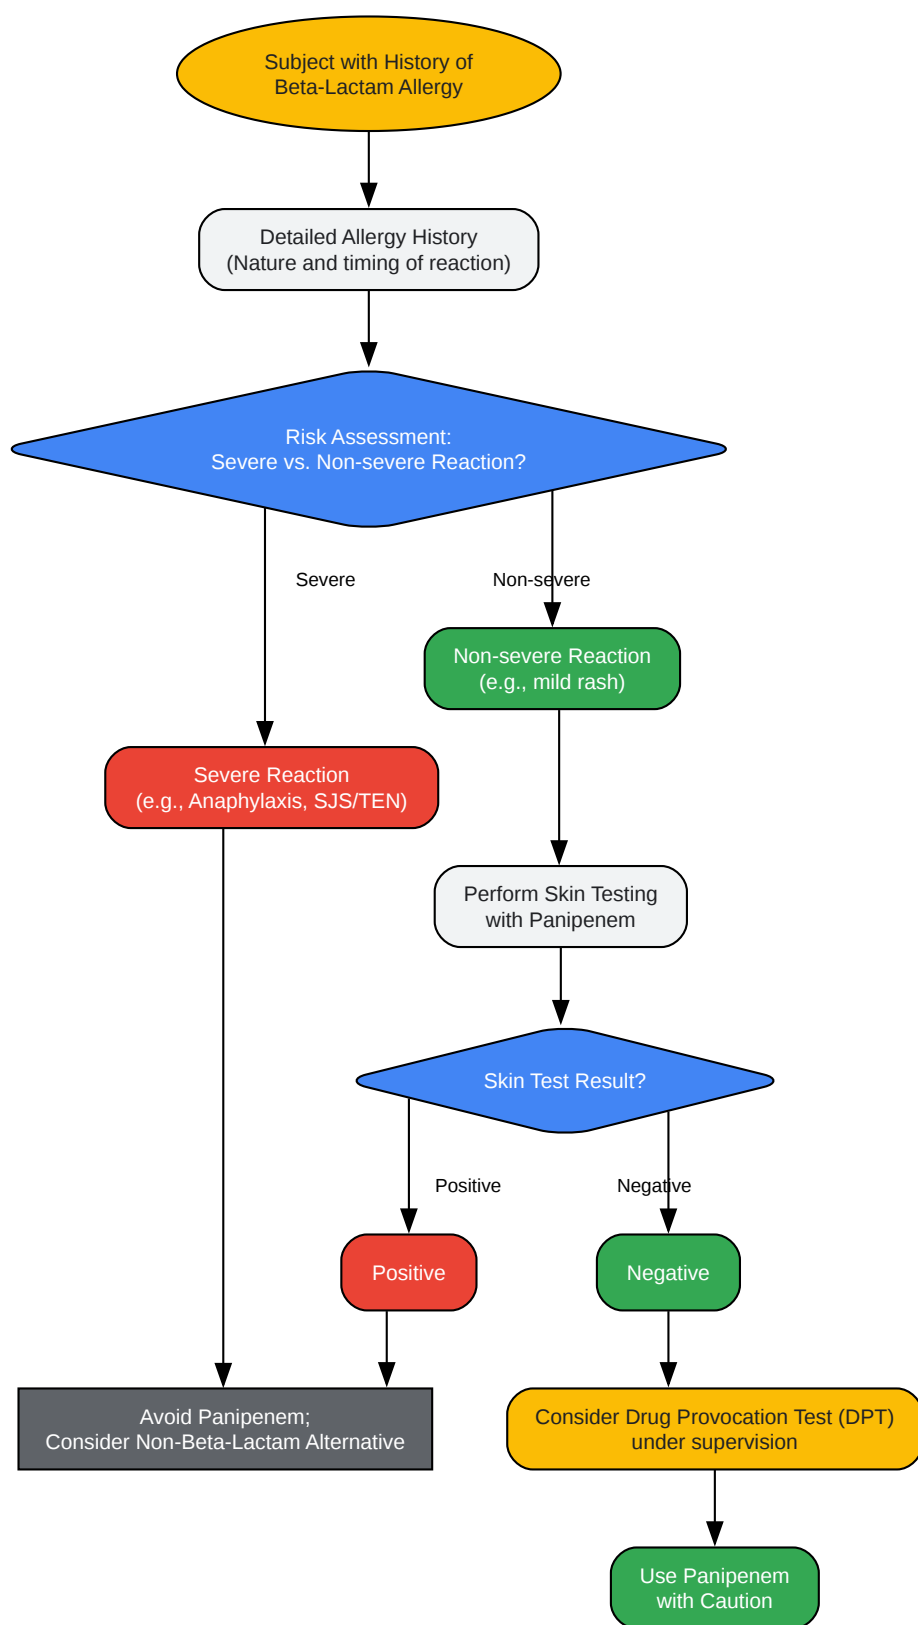 Subject with History of
Beta-Lactam Allergy
Detailed Allergy History
(Nature and timing of reaction)
Risk Assessment:
Severe vs. Non-severe Reaction?
Severe
Non-severe
Non-severe Reaction
(e.g., mild rash)
Severe Reaction
(e.g., Anaphylaxis, SJS/TEN)
Perform Skin Testing
with Panipenem
Skin Test Result?
Positive
Negative
Positive
Negative
Avoid Panipenem;
Consider Non-Beta-Lactam Alternative
Consider Drug Provocation Test (DPT)
under supervision
Use Panipenem
with Caution